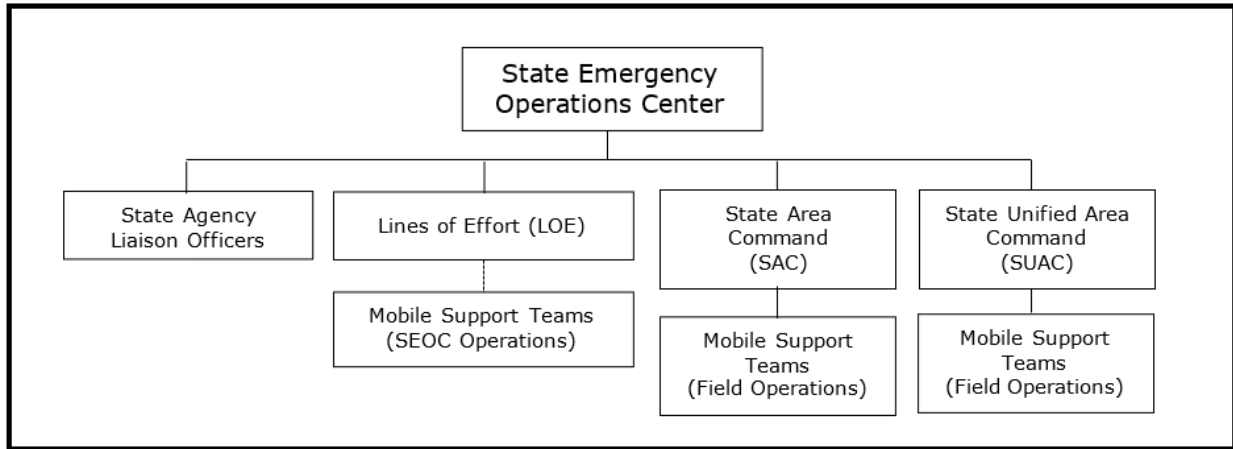 State Emergency
Operations Center
State Agency
Liaison Officers
Lines of Effort (LOE)
State Area
Command
(SAC)
State Unified Area
Command
(SUAC)
Mobile Support Teams
(SEOC Operations)
Mobile Support
Teams
(Field Operations)
Mobile Support
Teams
(Field Operations)